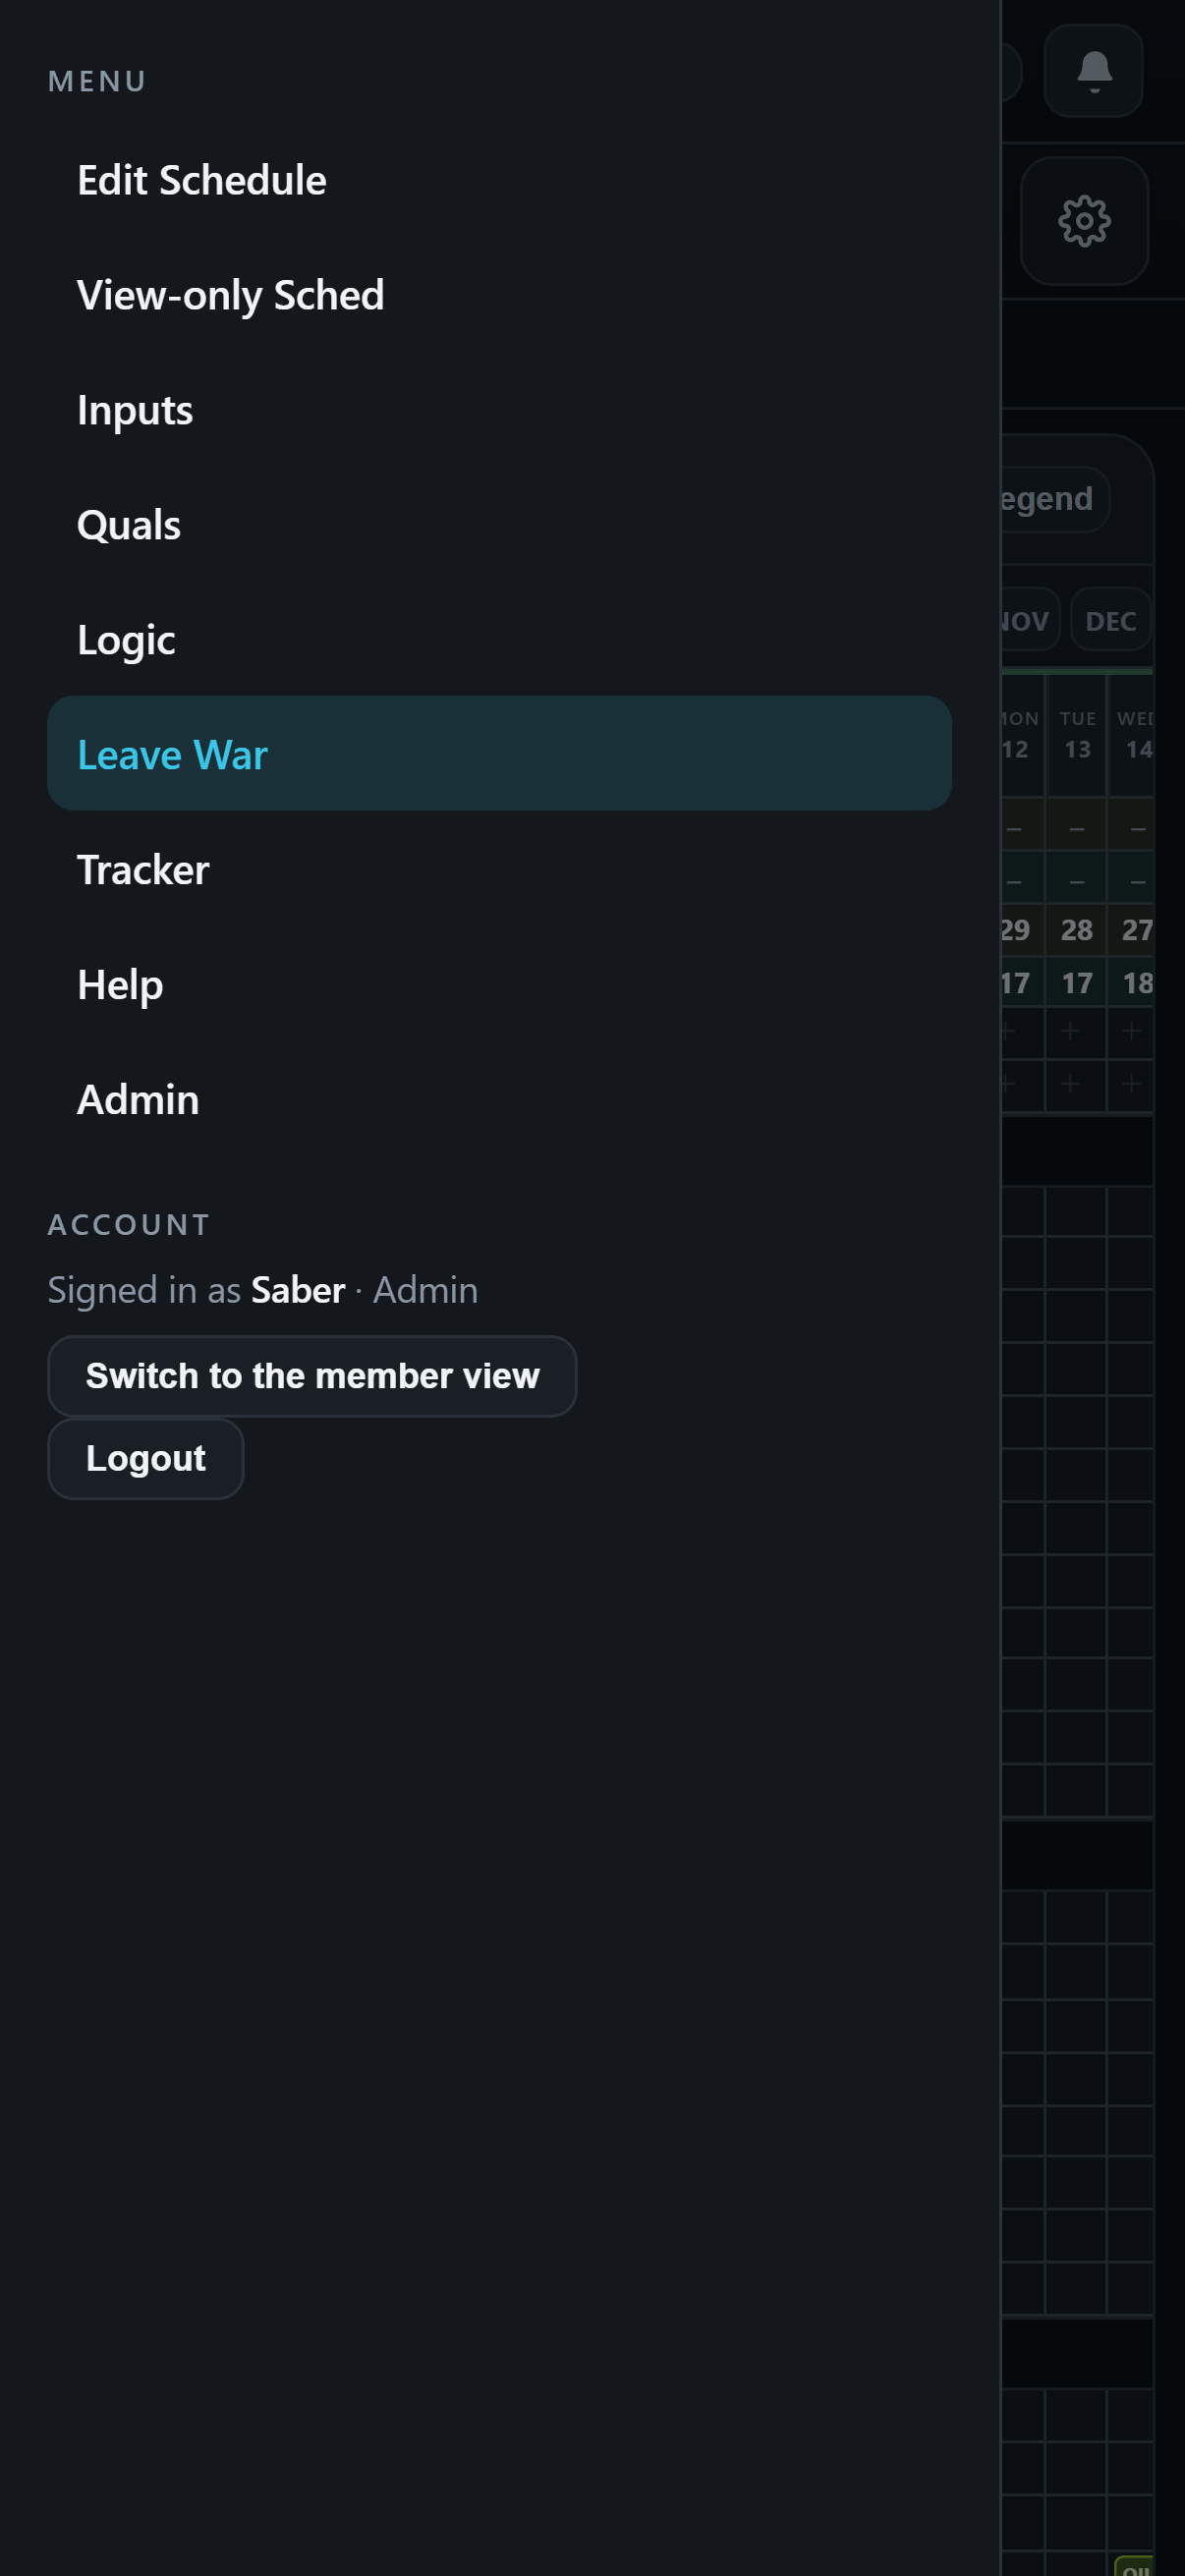 MENU
Edit Schedule
View-only Sched
Inputs
Quals
Logic
Leave War
Tracker
Help
Admin
ACCOUNT
Signed in as Saber · Admin
Switch to the member view
Logout
egend
NOV DEC
MON TUE WED
12 13 14
– – –
– – –
29 28 27
17 17 18
+ + +
+ + +